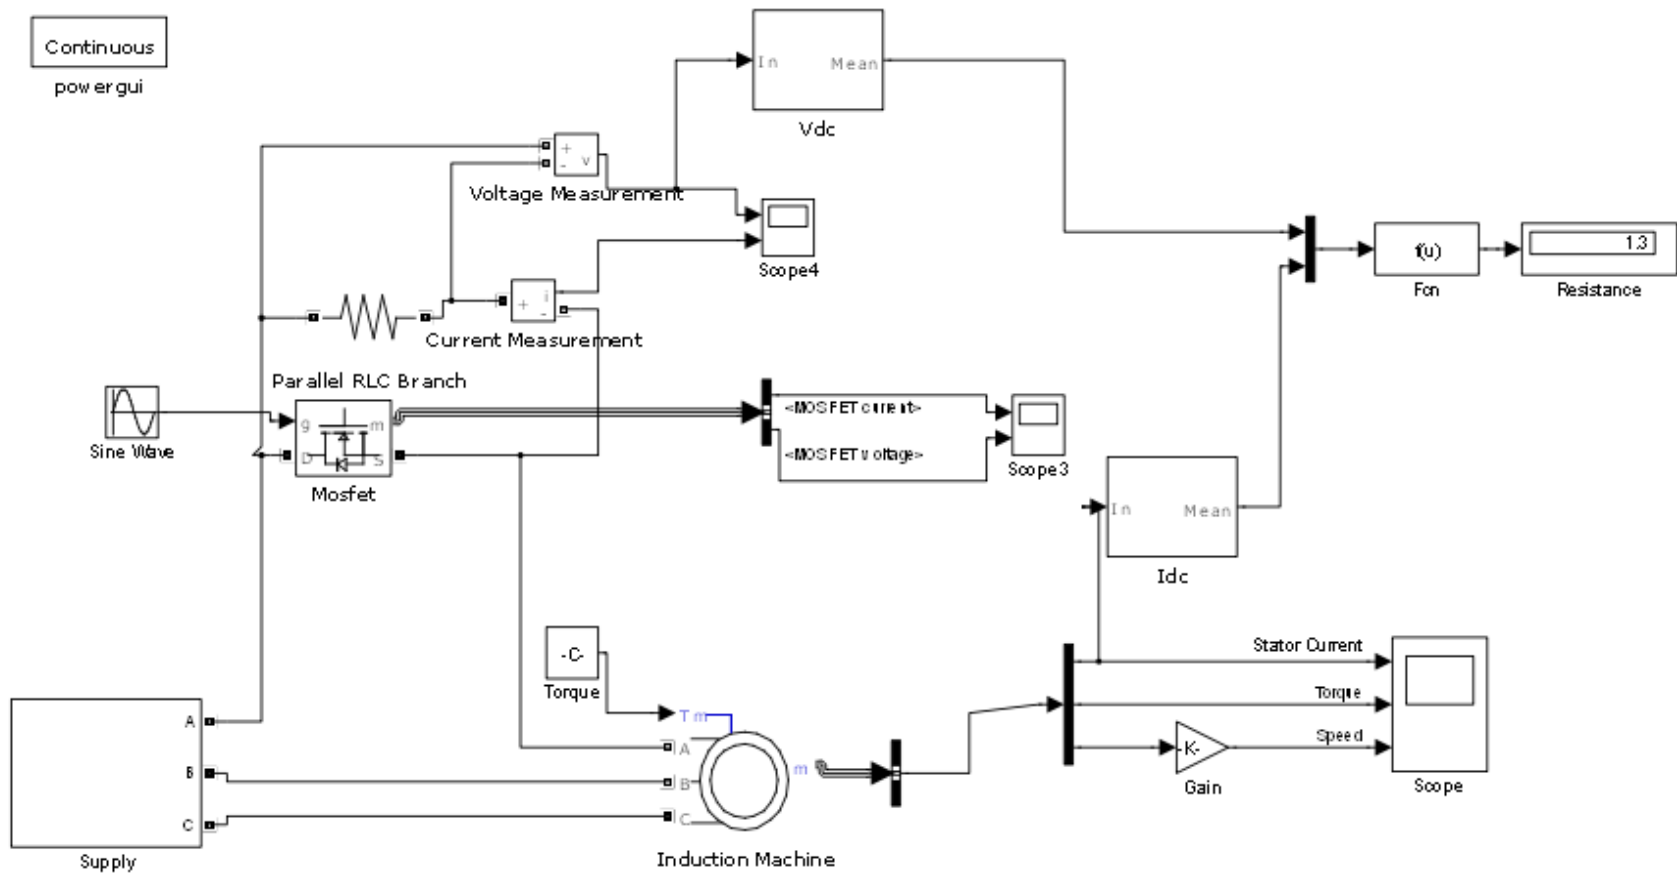 Continuous
powergui
In
Mean
Vdc
+
-
v
Voltage Measurement
Scope4
+
i
-
Current Measurement
f(u)
Fcn
1.3
Resistance
Parallel RLC Branch
Sine Wave
g
m
D
S
Mosfet
<MOSFET current>
<MOSFET voltage>
Scope3
In
Mean
Idc
-C-
Torque
Stator Current
Torque
Speed
Scope
-K-
Gain
A
B
C
Supply
Tm
A
B
C
m
Induction Machine